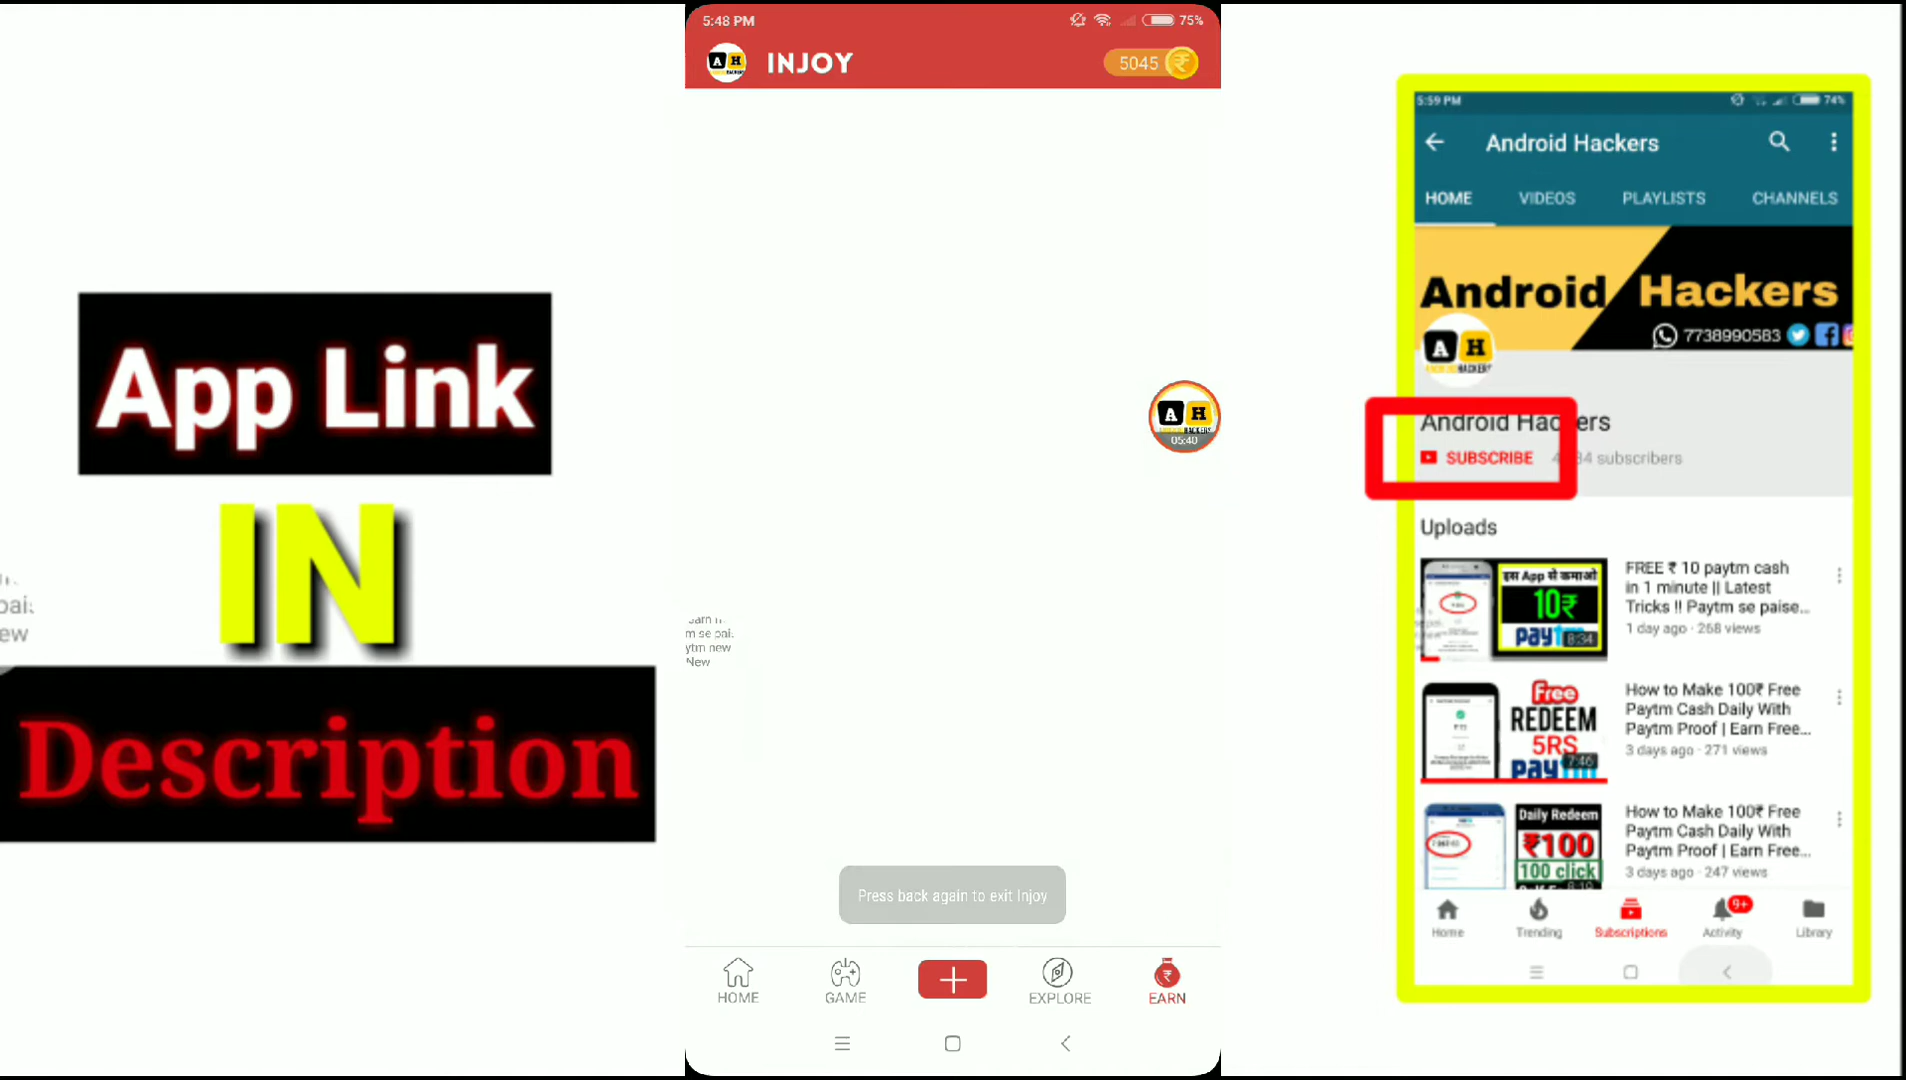 App Link
IN
Description
5:48 PM
75%
A H
INJOY
5045
A H
05:40
m se pai.
ytm new
New
Press back again to exit Injoy
HOME
GAME
EXPLORE
EARN
5:59 PM
74%
Android Hackers
HOME
VIDEOS
PLAYLISTS
CHANNELS
Android Hackers
7738990583
A H
Android Hackers
SUBSCRIBE
subscribers
Uploads
इस App से कमाओ
10₹
8:34
FREE ₹ 10 paytm cash
in 1 minute || Latest
Tricks !! Paytm se paise...
1 day ago · 268 views
Free
REDEEM
5RS
7:46
How to Make 100₹ Free
Paytm Cash Daily With
Paytm Proof | Earn Free...
3 days ago · 271 views
Daily Redeem
₹100
100 click
How to Make 100₹ Free
Paytm Cash Daily With
Paytm Proof | Earn Free...
3 days ago · 247 views
Home
Trending
Subscriptions
9+
Activity
Library